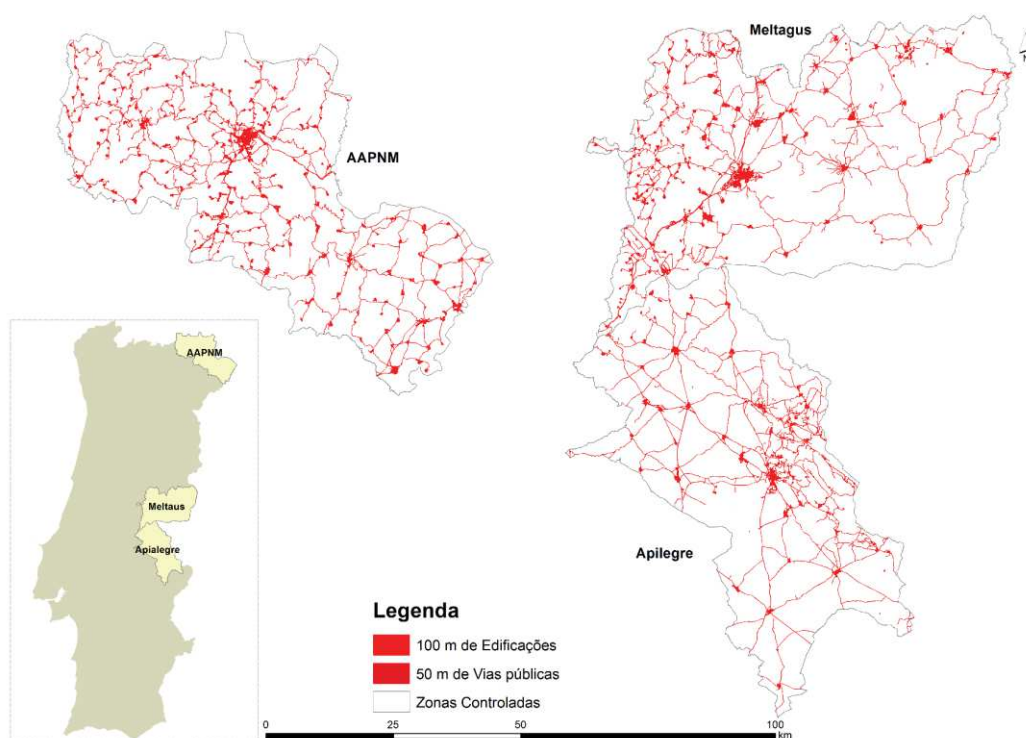 Meltagus
AAPNM
AAPNM
Meltaus
Apialegre
Apilegre
Legenda
100 m de Edificações
50 m de Vias públicas
Zonas Controladas
0 25 50 100
km